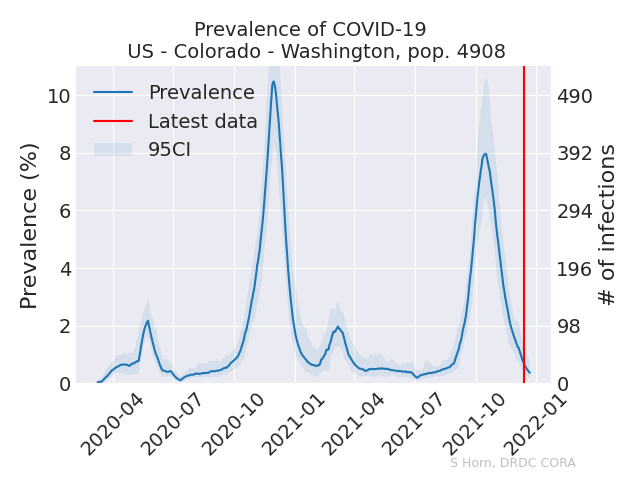 Prevalence of COVID-19
US - Colorado - Washington, pop. 4908
Prevalence
Latest data
95CI
Prevalence (%)
10
8
6
4
2
0
490
392
294
196
98
0
# of infections
2020-04
2020-07
2020-10
2021-01
2021-04
2021-07
2021-10
2022-01
S Horn, DRDC CORA